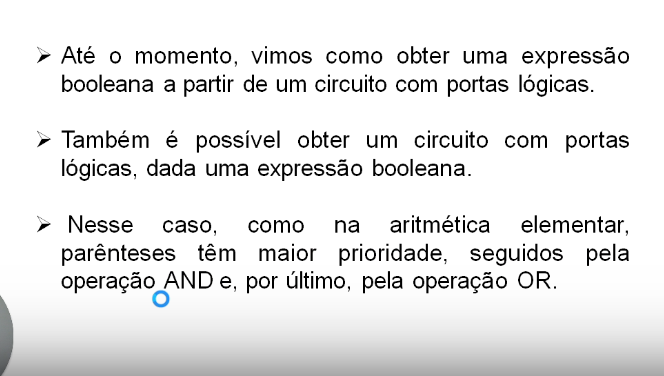 ➢ Até o momento, vimos como obter uma expressão
booleana a partir de um circuito com portas lógicas.
➢ Também é possível obter um circuito com portas
lógicas, dada uma expressão booleana.
➢ Nesse caso, como na aritmética elementar,
parênteses têm maior prioridade, seguidos pela
operação AND e, por último, pela operação OR.